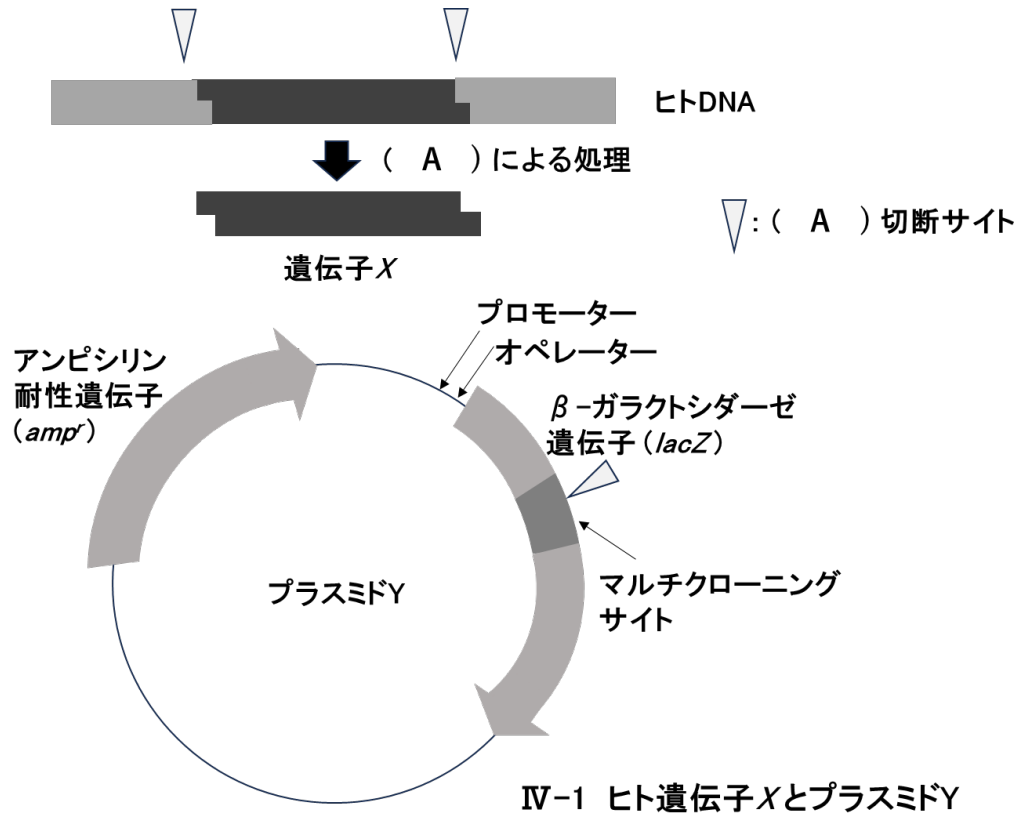 ヒトDNA
( A ) による処理
: ( A ) 切断サイト
遺伝子X
プロモーター
オペレーター
アンピシリン
耐性遺伝子
(ampʳ)
β-ガラクトシダーゼ
遺伝子(lacZ)
プラスミドY
マルチクローニング
サイト
Ⅳ-1 ヒト遺伝子XとプラスミドY